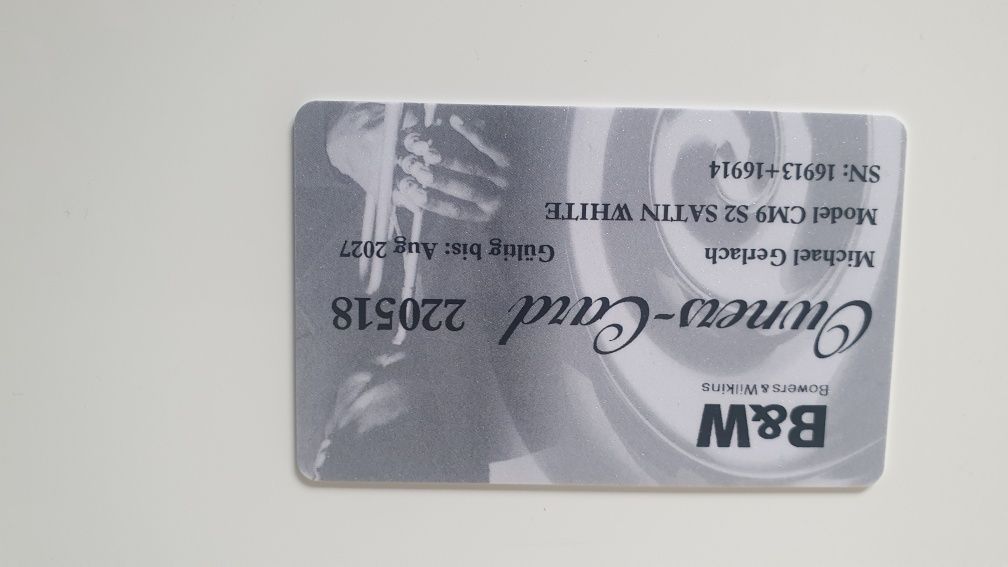 B&W
Bowers & Wilkins
Owners-Card 220518
Michael Gerlach Gültig bis: Aug 2027
Model CM9 S2 SATIN WHITE
SN: 16913+16914